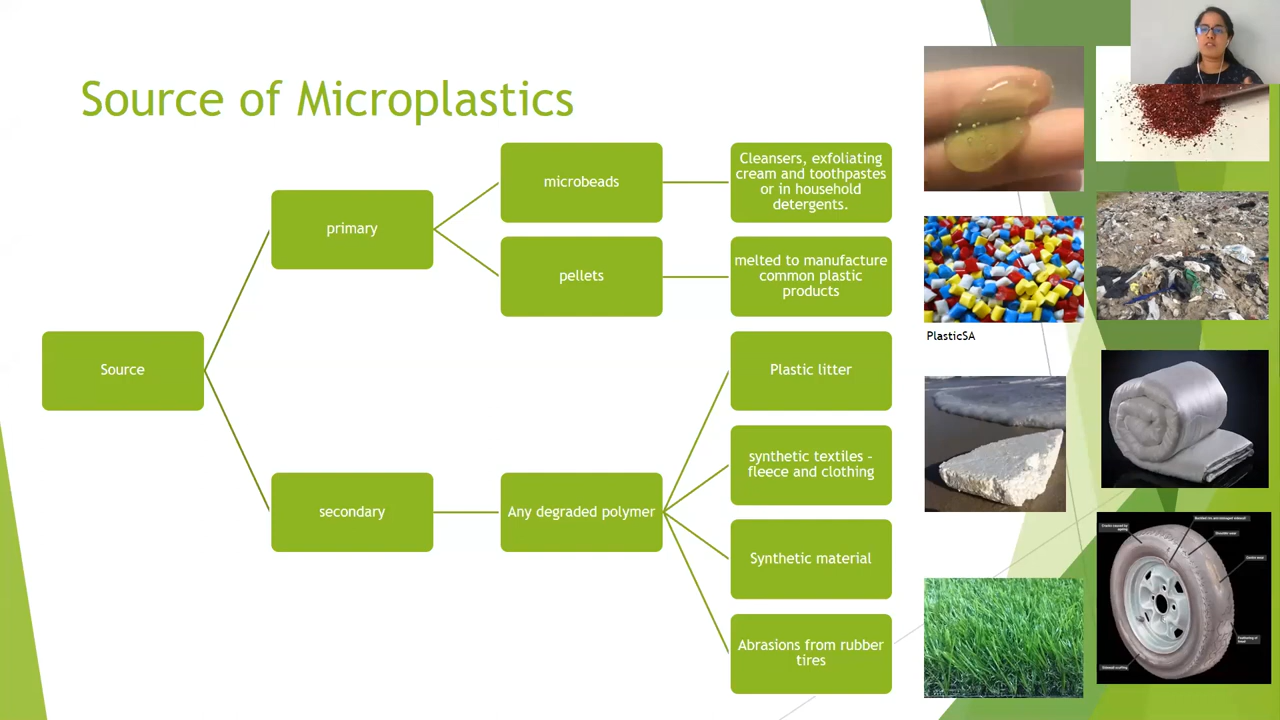 Source of Microplastics
Source
primary
microbeads
Cleansers, exfoliating
cream and toothpastes
or in household
detergents.
pellets
melted to manufacture
common plastic
products
secondary
Any degraded polymer
Plastic litter
synthetic textiles –
fleece and clothing
Synthetic material
Abrasions from rubber
tires
PlasticSA